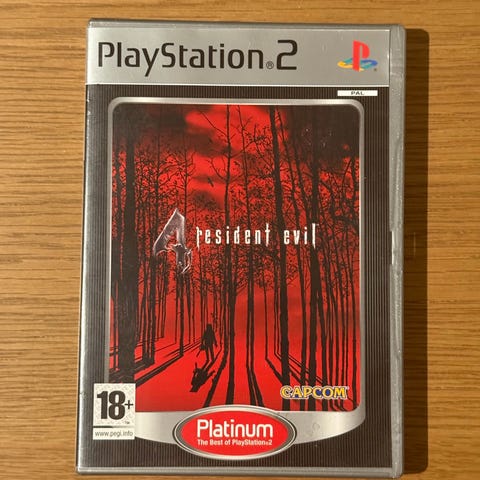 PlayStation®2
PAL
4 resident evil
CAPCOM
18+
www.pegi.info
Platinum
The Best of PlayStation®2